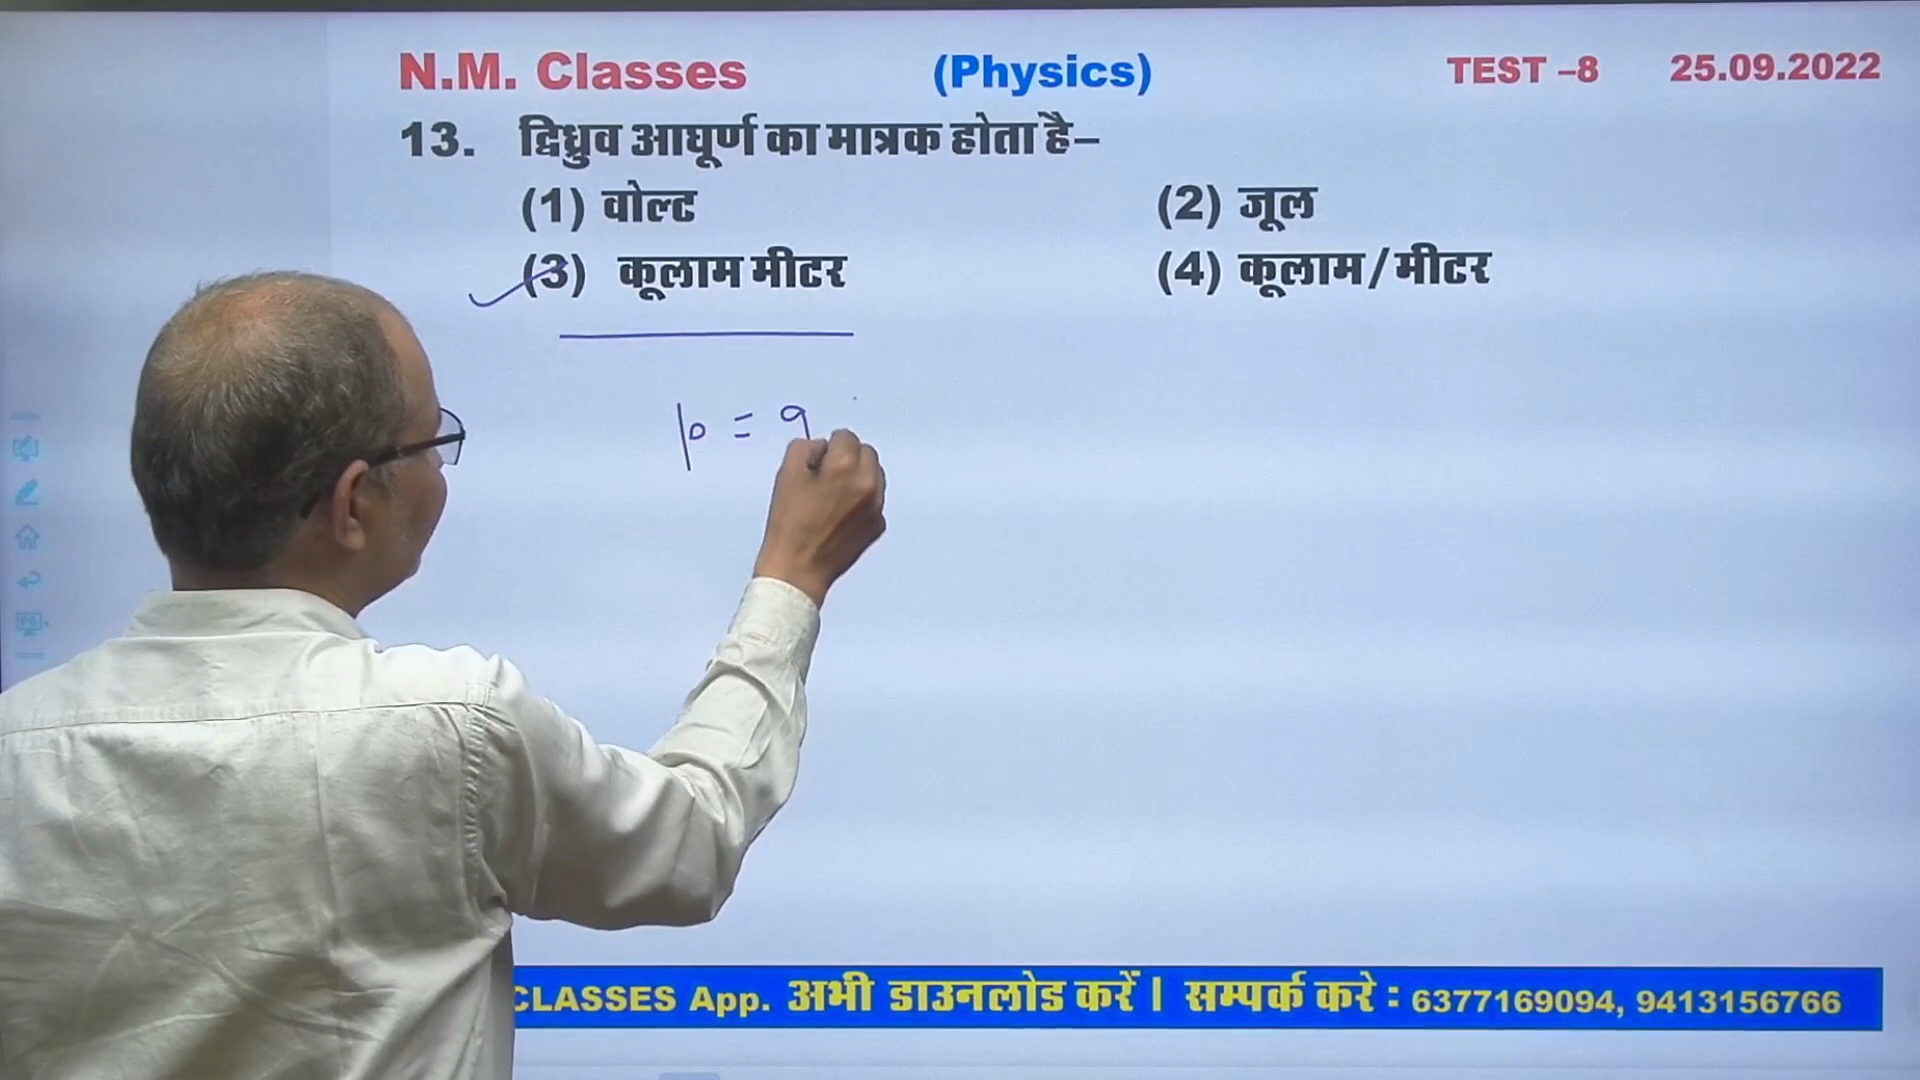 N.M. Classes (Physics) TEST –8 25.09.2022
13. द्विध्रुव आघूर्ण का मात्रक होता है–
(1) वोल्ट (2) जूल
(3) कूलाम मीटर (4) कूलाम/मीटर
p = q
CLASSES App. अभी डाउनलोड करें। सम्पर्क करे : 6377169094, 9413156766